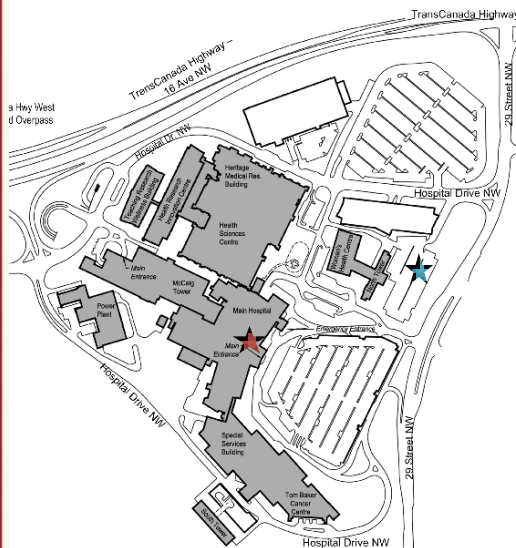 TransCanada Highway
TransCanada Highway –
16 Ave NW
29 Street NW
a Hwy West
d Overpass
Hospital Dr. NW
Heritage
Medical Res.
Building
Teaching Research
Wellness Building
Health Research
Innovation Centre
Hospital Drive NW
Health
Sciences
Centre
Women's
Health Centre
North Tower
Main
Entrance
McCaig
Tower
Power
Plant
Main Hospital
Emergency Entrance
Main
Entrance
Hospital Drive NW
Special
Services
Building
29 Street NW
Tom Baker
Cancer
Centre
South Tower
Hospital Drive NW